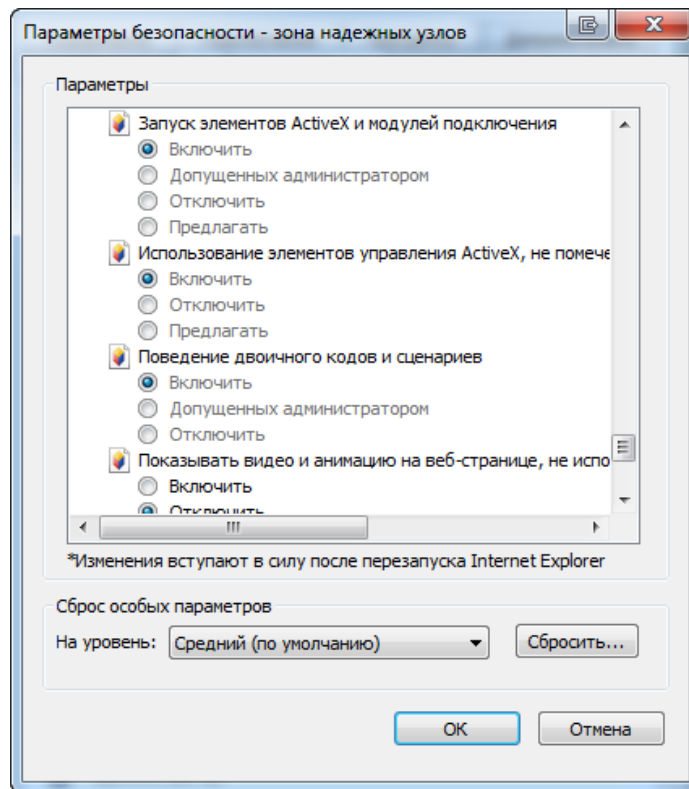 Параметры безопасности - зона надежных узлов
Параметры
Запуск элементов ActiveX и модулей подключения
Включить
Допущенных администратором
Отключить
Предлагать
Использование элементов управления ActiveX, не помече
Включить
Отключить
Предлагать
Поведение двоичного кодов и сценариев
Включить
Допущенных администратором
Отключить
Показывать видео и анимацию на веб-странице, не испо
Включить
Отключить
*Изменения вступают в силу после перезапуска Internet Explorer
Сброс особых параметров
На уровень: Средний (по умолчанию) Сбросить...
ОК Отмена